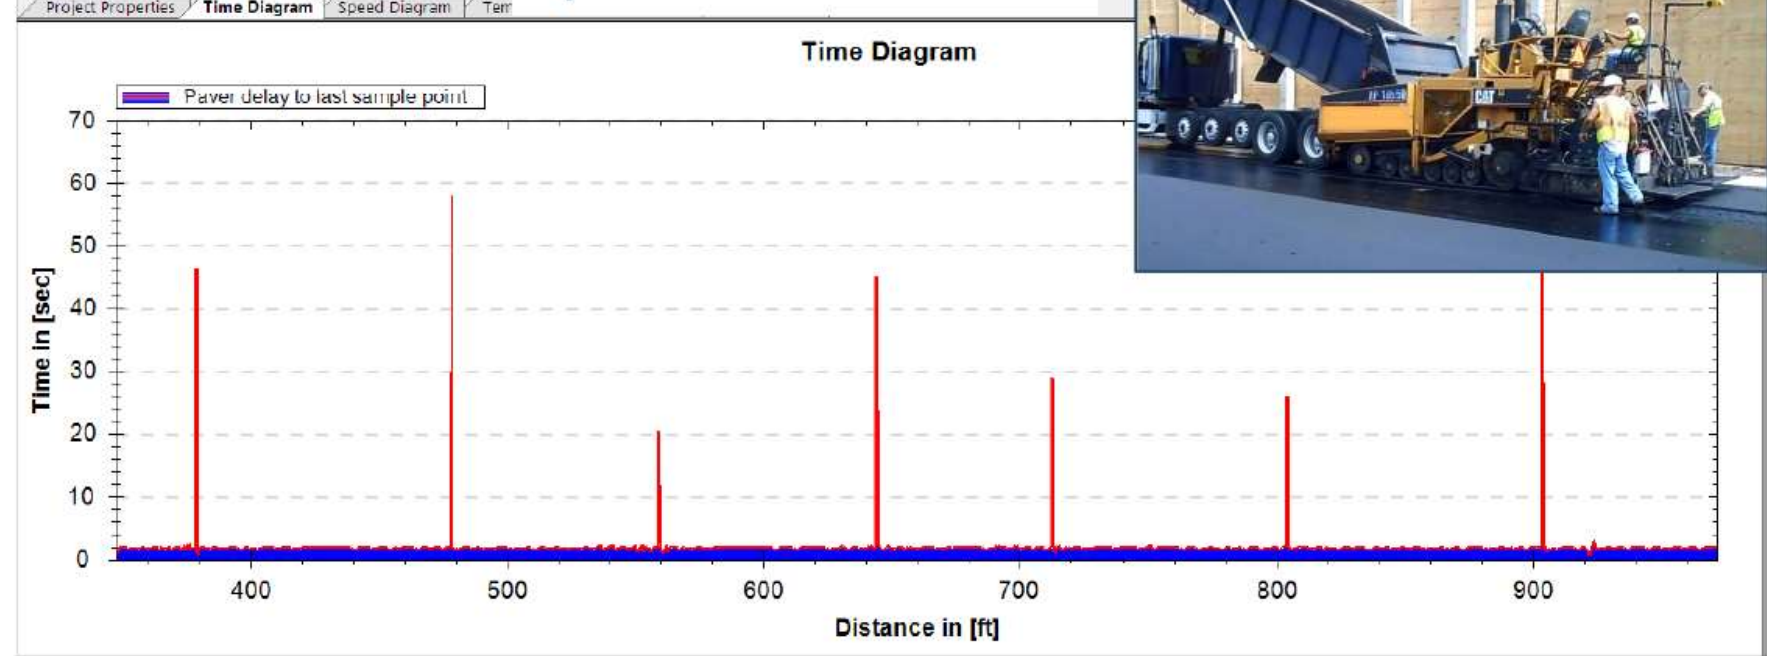 Project Properties
Time Diagram
Speed Diagram
Time Diagram
Paver delay to last sample point
70
60
50
40
30
20
10
0
Time in [sec]
400
500
600
700
800
900
Distance in [ft]
CAT